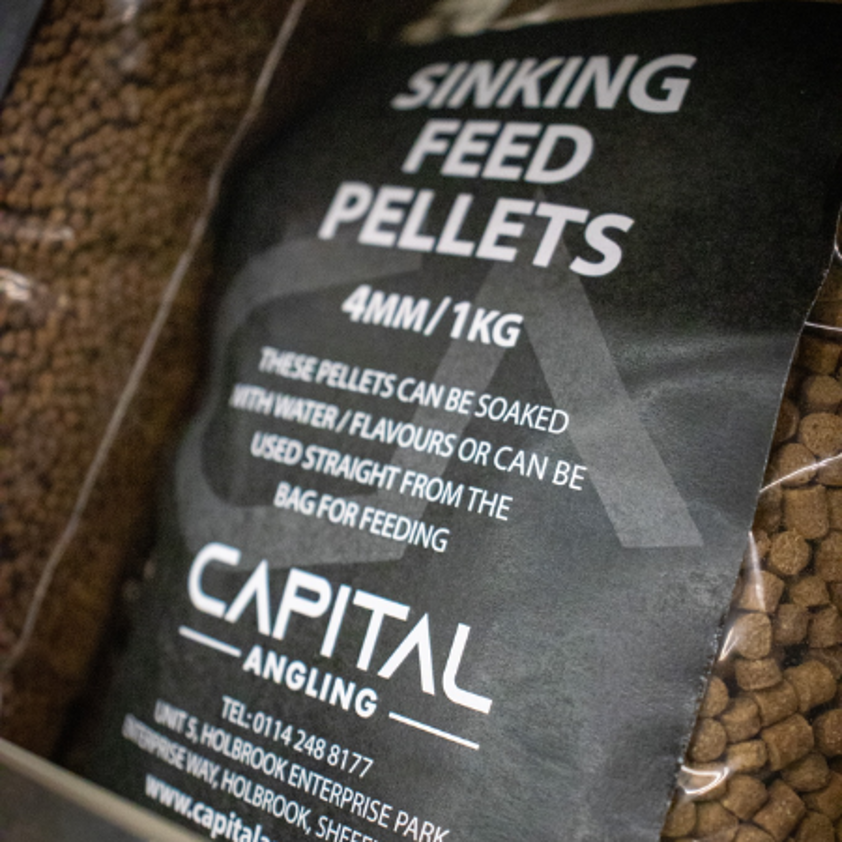 SINKING
FEED
PELLETS
4MM/1KG
THESE PELLETS CAN BE SOAKED
WITH WATER / FLAVOURS OR CAN BE
USED STRAIGHT FROM THE
BAG FOR FEEDING
CAPITAL
ANGLING
TEL: 0114 248 8177
UNIT 5, HOLBROOK ENTERPRISE PARK
ENTERPRISE WAY, HOLBROOK,